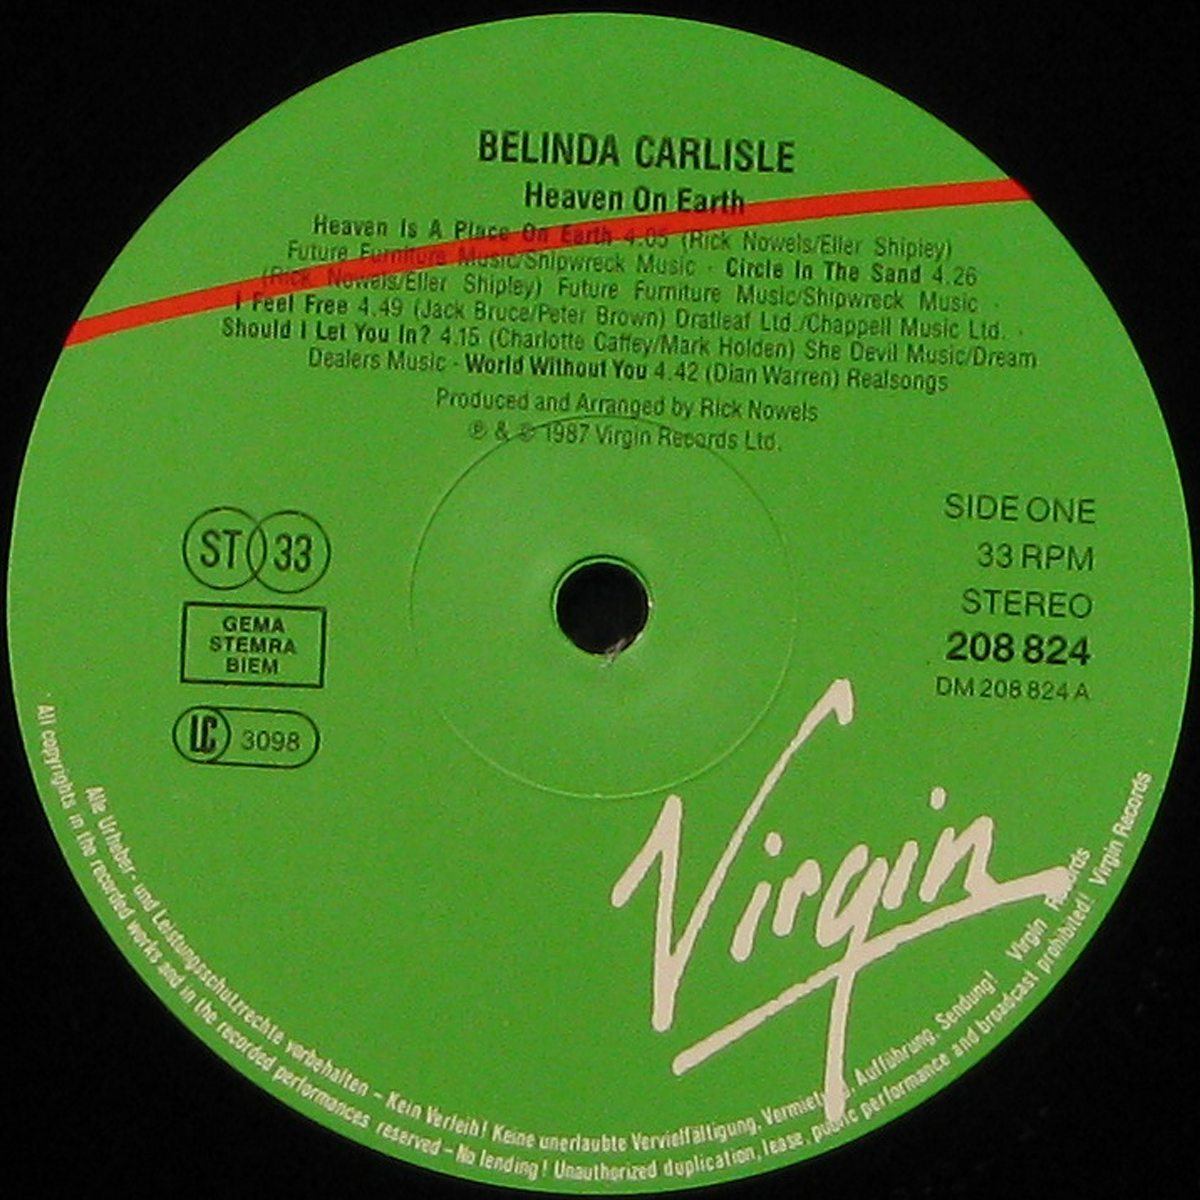 BELINDA CARLISLE
Heaven On Earth
Heaven Is A Place On Earth 4.05 (Rick Nowels/Eller Shipley)
Future Furniture Music/Shipwreck Music · Circle In The Sand 4.26
(Rick Nowels/Eller Shipley) Future Furniture Music/Shipwreck Music ·
I Feel Free 4.49 (Jack Bruce/Peter Brown) Dratleaf Ltd./Chappell Music Ltd. ·
Should I Let You In? 4.15 (Charlotte Caffey/Mark Holden) She Devil Music/Dream
Dealers Music · World Without You 4.42 (Dian Warren) Realsongs
Produced and Arranged by Rick Nowels
℗ & © 1987 Virgin Records Ltd.
SIDE ONE
33 RPM
STEREO
208 824
DM 208 824 A
ST 33
GEMA
STEMRA
BIEM
LC 3098
Virgin
Alle Urheber- und Leistungsschutzrechte vorbehalten – Kein Verleih! Keine unerlaubte Vervielfältigung, Vermietung, Aufführung, Sendung! Virgin Records
All copyrights in the recorded works and in the recorded performances reserved – No lending! Unauthorized duplication, lease, public performance and broadcast prohibited! Virgin Records